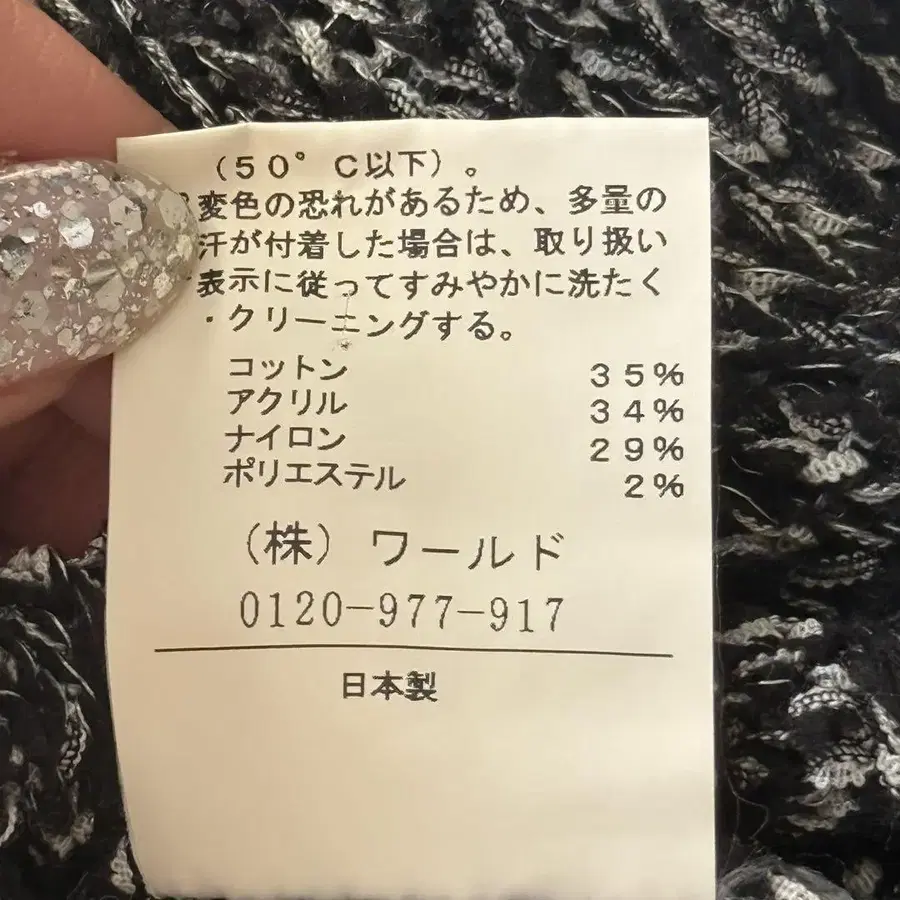 (50°C以下)。
変色の恐れがあるため、多量の
汗が付着した場合は、取り扱い
表示に従ってすみやかに洗たく
・クリーニングする。
コットン 35%
アクリル 34%
ナイロン 29%
ポリエステル 2%
(株)ワールド
0120-977-917
日本製